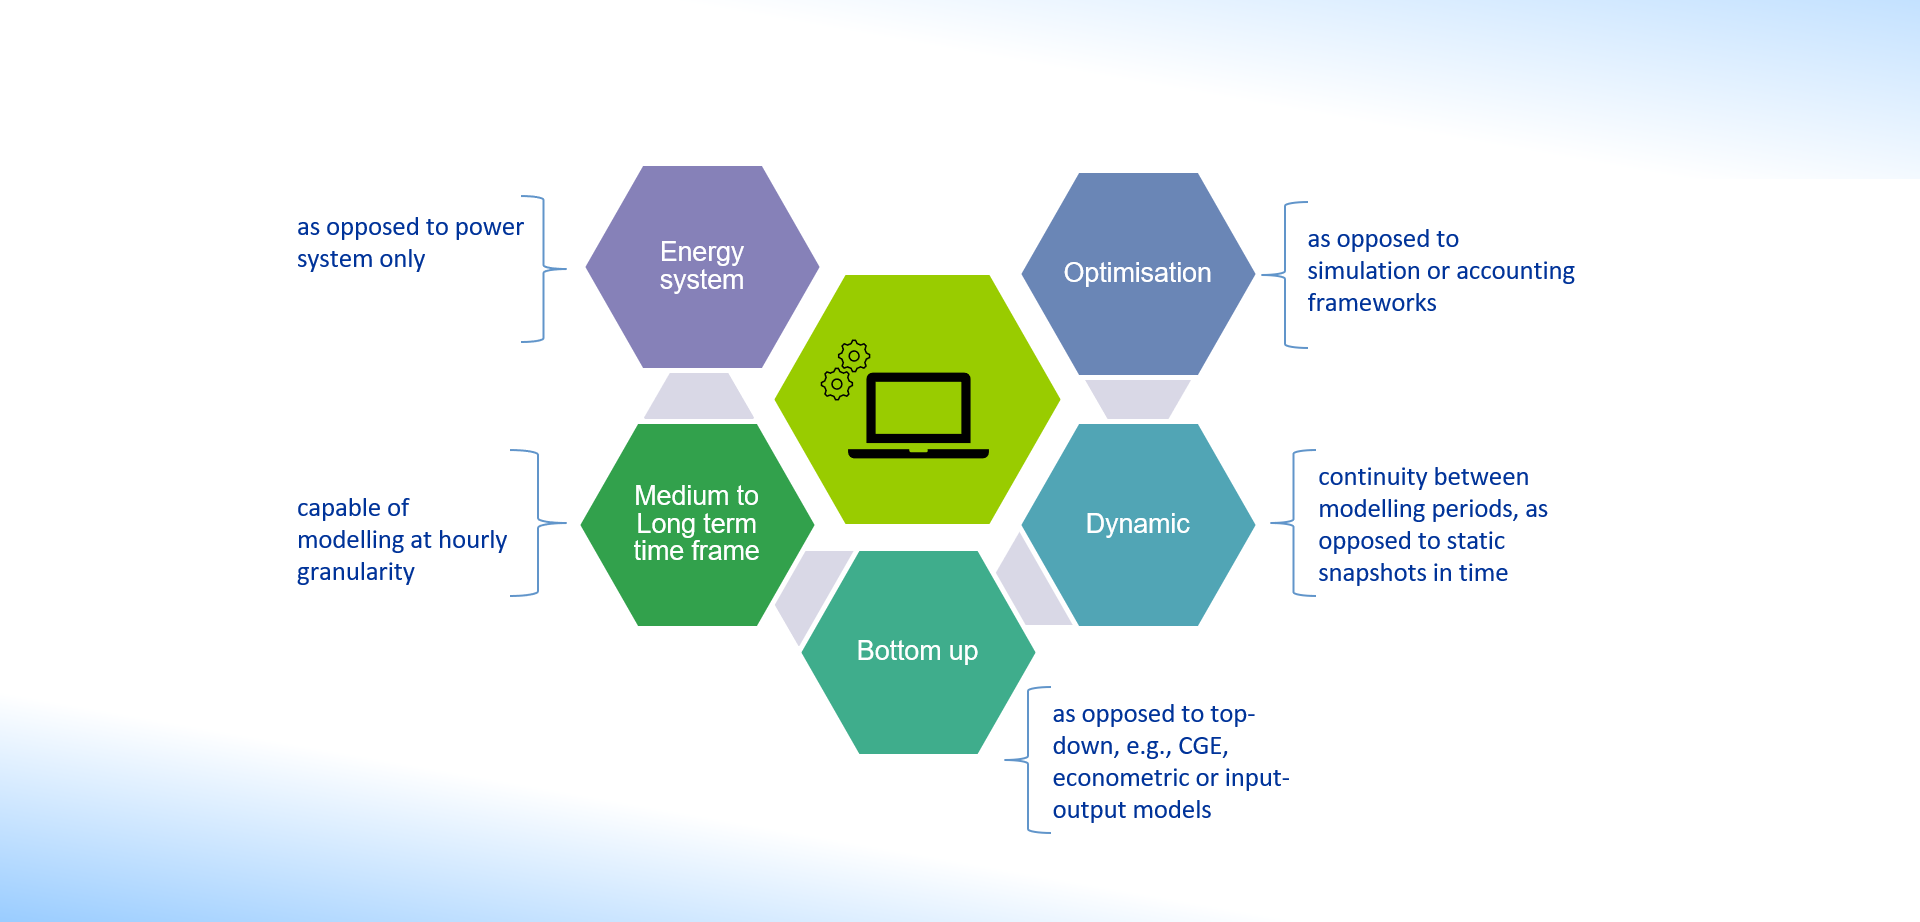 as opposed to power
system only
Energy
system
Optimisation
as opposed to
simulation or accounting
frameworks
capable of
modelling at hourly
granularity
Medium to
Long term
time frame
Dynamic
continuity between
modelling periods, as
opposed to static
snapshots in time
Bottom up
as opposed to top-
down, e.g., CGE,
econometric or input-
output models